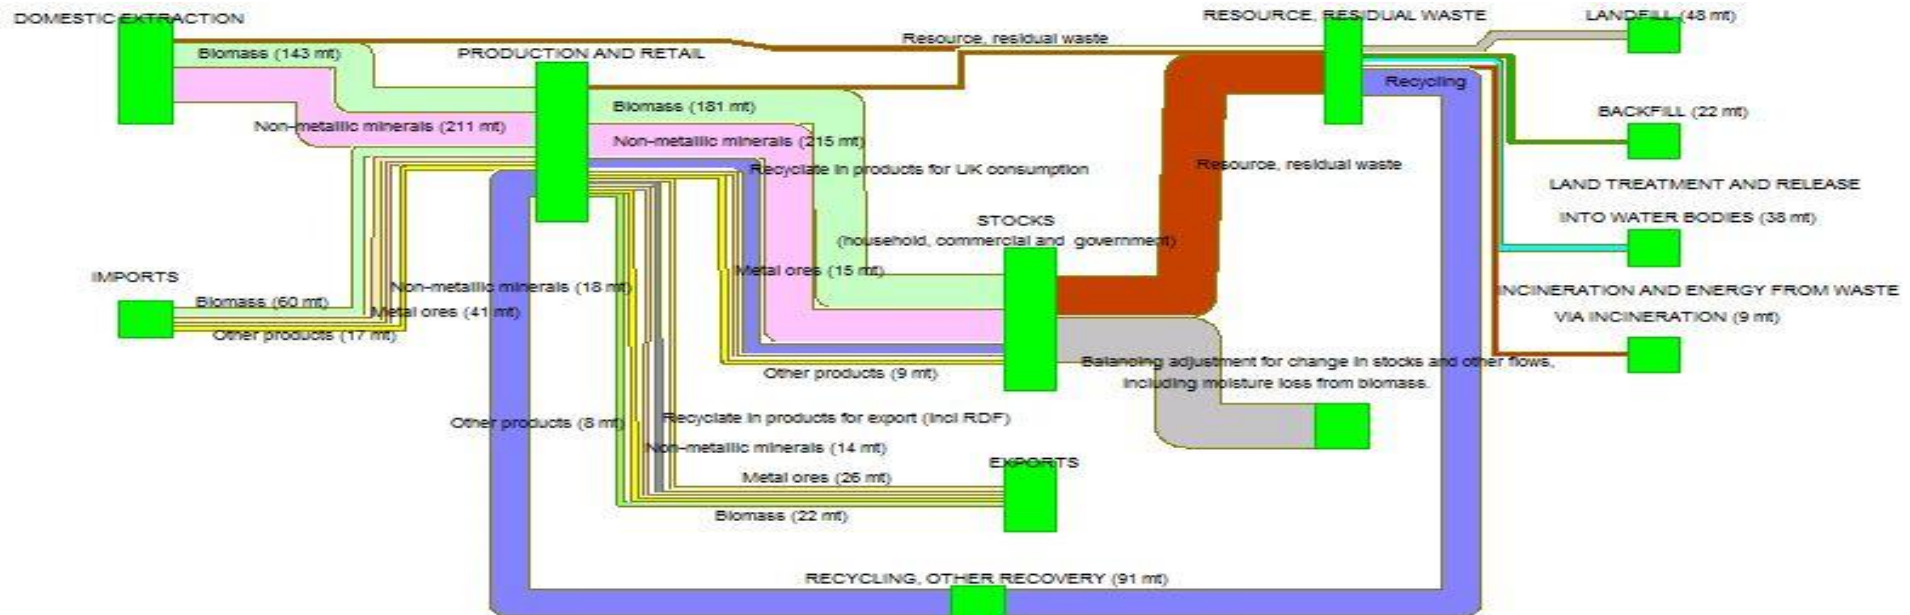 DOMESTIC EXTRACTION
RESOURCE, RESIDUAL WASTE
LANDFILL (48 mt)
Resource, residual waste
Biomass (143 mt)
PRODUCTION AND RETAIL
Recycling
Biomass (181 mt)
BACKFILL (22 mt)
Non-metallic minerals (211 mt)
Non-metallic minerals (215 mt)
Recyclate in products for UK consumption
Resource, residual waste
LAND TREATMENT AND RELEASE
INTO WATER BODIES (38 mt)
STOCKS
(household, commercial and government)
IMPORTS
Metal ores (15 mt)
Non-metallic minerals (18 mt)
INCINERATION AND ENERGY FROM WASTE
VIA INCINERATION (9 mt)
Biomass (60 mt)
Metal ores (41 mt)
Other products (17 mt)
Balancing adjustment for change in stocks and other flows,
including moisture loss from biomass.
Other products (9 mt)
Other products (8 mt)
Recyclate in products for export (incl RDF)
Non-metallic minerals (14 mt)
EXPORTS
Metal ores (26 mt)
Biomass (22 mt)
RECYCLING, OTHER RECOVERY (91 mt)